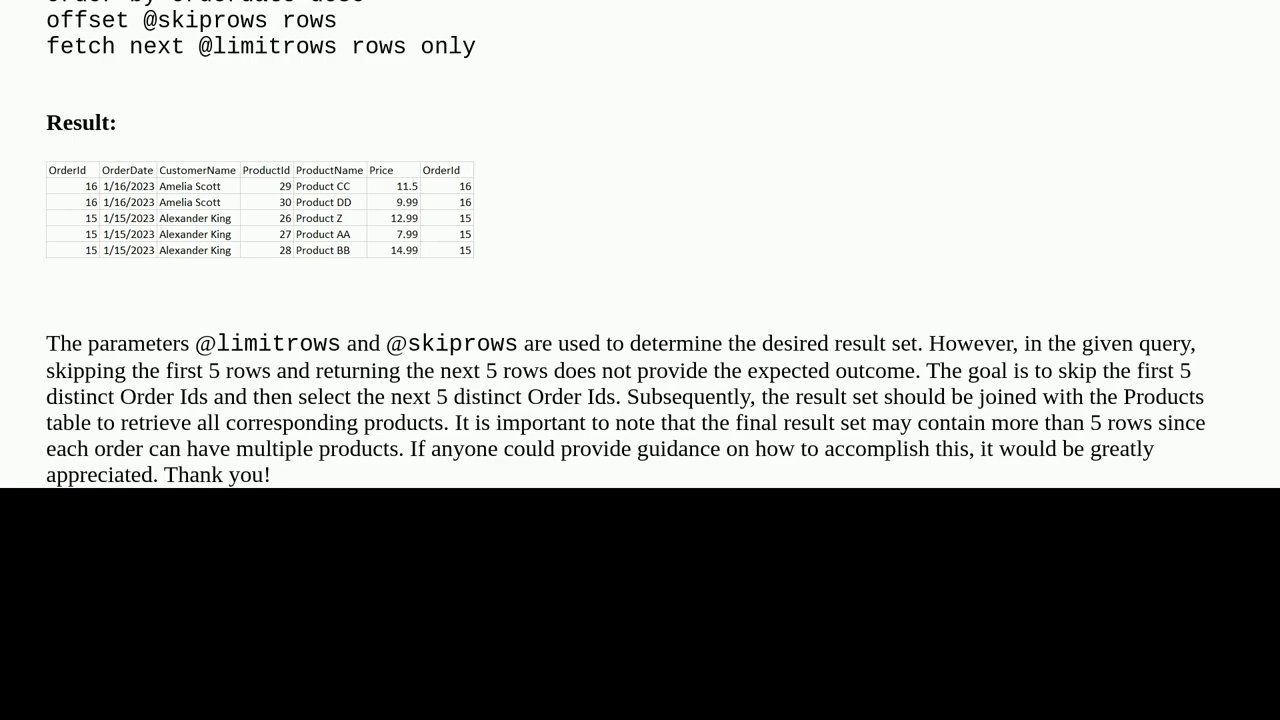 offset @skiprows rows
fetch next @limitrows rows only
Result:
OrderId OrderDate CustomerName ProductId ProductName Price OrderId
16 1/16/2023 Amelia Scott 29 Product CC 11.5 16
16 1/16/2023 Amelia Scott 30 Product DD 9.99 16
15 1/15/2023 Alexander King 26 Product Z 12.99 15
15 1/15/2023 Alexander King 27 Product AA 7.99 15
15 1/15/2023 Alexander King 28 Product BB 14.99 15
The parameters @limitrows and @skiprows are used to determine the desired result set. However, in the given query,
skipping the first 5 rows and returning the next 5 rows does not provide the expected outcome. The goal is to skip the first 5
distinct Order Ids and then select the next 5 distinct Order Ids. Subsequently, the result set should be joined with the Products
table to retrieve all corresponding products. It is important to note that the final result set may contain more than 5 rows since
each order can have multiple products. If anyone could provide guidance on how to accomplish this, it would be greatly
appreciated. Thank you!